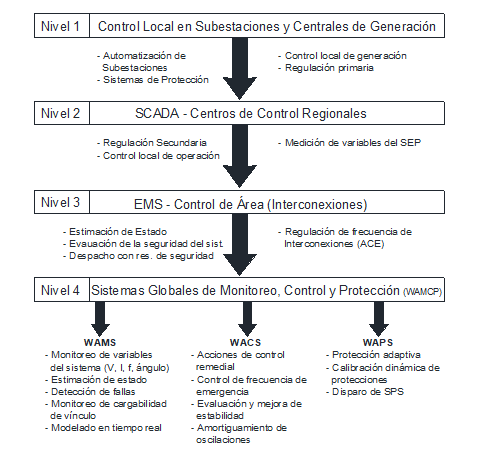 Nivel 1 Control Local en Subestaciones y Centrales de Generación
- Automatización de
Subestaciones
- Sistemas de Protección
- Control local de generación
- Regulación primaria
Nivel 2 SCADA - Centros de Control Regionales
- Regulación Secundaria
- Control local de operación
- Medición de variables del SEP
Nivel 3 EMS - Control de Área (Interconexiones)
- Estimación de Estado
- Evauación de la seguridad del sist.
- Despacho con res. de seguridad
- Regulación de frecuencia de
Interconexiones (ACE)
Nivel 4 Sistemas Globales de Monitoreo, Control y Protección (WAMCP)
WAMS
- Monitoreo de variables
del sistema (V, I, f, ángulo)
- Estimación de estado
- Detección de fallas
- Monitoreo de cargabilidad
de vínculo
- Modelado en tiempo real
WACS
- Acciones de control
remedial
- Control de frecuencia de
emergencia
- Evaluación y mejora de
estabilidad
- Amortiguamiento de
oscilaciones
WAPS
- Protección adaptiva
- Calibración dinámica de
protecciones
- Disparo de SPS